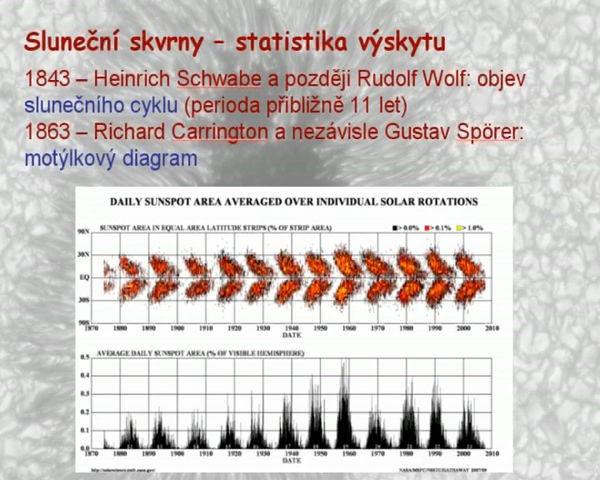 Sluneční skvrny – statistika výskytu
1843 – Heinrich Schwabe a později Rudolf Wolf: objev
slunečního cyklu (perioda přibližně 11 let)
1863 – Richard Carrington a nezávisle Gustav Spörer:
motýlkový diagram
DAILY SUNSPOT AREA AVERAGED OVER INDIVIDUAL SOLAR ROTATIONS
SUNSPOT AREA IN EQUAL AREA LATITUDE STRIPS (% OF STRIP AREA) > 0.0% > 0.1% > 1.0%
90N
30N
EQ
30S
90S
1870 1880 1890 1900 1910 1920 1930 1940 1950 1960 1970 1980 1990 2000 2010
DATE
AVERAGE DAILY SUNSPOT AREA (% OF VISIBLE HEMISPHERE)
0.5
0.4
0.3
0.2
0.1
0.0
1870 1880 1890 1900 1910 1920 1930 1940 1950 1960 1970 1980 1990 2000 2010
DATE